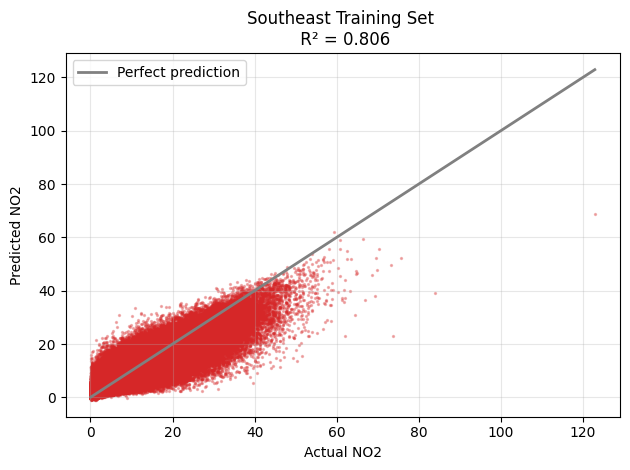 Southeast Training Set
R² = 0.806
Perfect prediction
Predicted NO2
120
100
80
60
40
20
0
0 20 40 60 80 100 120
Actual NO2